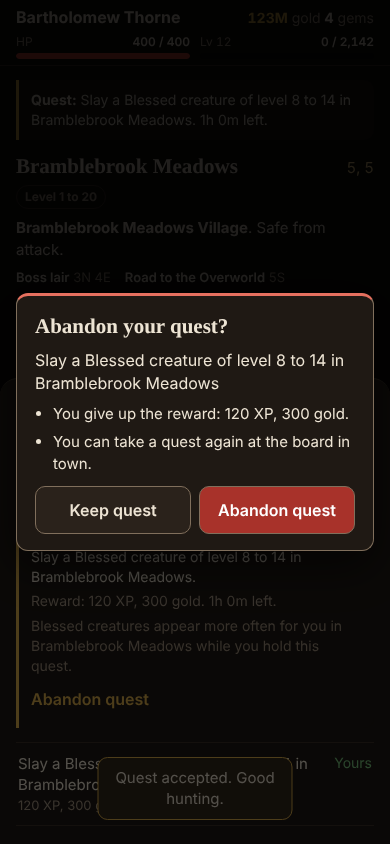 Bartholomew Thorne 123M gold 4 gems
HP 400 / 400 Lv 12 0 / 2,142
Quest: Slay a Blessed creature of level 8 to 14 in
Bramblebrook Meadows. 1h 0m left.
Bramblebrook Meadows 5, 5
Level 1 to 20
Bramblebrook Meadows Village. Safe from
attack.
Boss lair 3N 4E Road to the Overworld 5S
Abandon your quest?
Slay a Blessed creature of level 8 to 14 in
Bramblebrook Meadows
• You give up the reward: 120 XP, 300 gold.
• You can take a quest again at the board in
town.
Keep quest Abandon quest
Slay a Blessed creature of level 8 to 14 in
Bramblebrook Meadows.
Reward: 120 XP, 300 gold. 1h 0m left.
Blessed creatures appear more often for you in
Bramblebrook Meadows while you hold this
quest.
Abandon quest
Slay a in Yours
120 XP, 300
Quest accepted. Good
hunting.